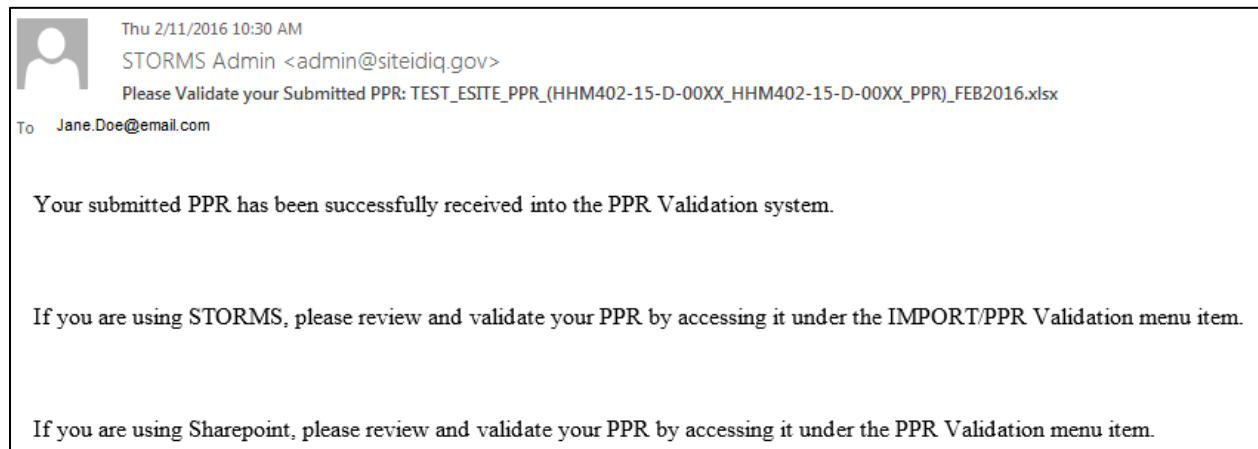 Thu 2/11/2016 10:30 AM
STORMS Admin <admin@siteidiq.gov>
Please Validate your Submitted PPR: TEST_ESITE_PPR_(HHM402-15-D-00XX_HHM402-15-D-00XX_PPR)_FEB2016.xlsx
To Jane.Doe@email.com
Your submitted PPR has been successfully received into the PPR Validation system.
If you are using STORMS, please review and validate your PPR by accessing it under the IMPORT/PPR Validation menu item.
If you are using Sharepoint, please review and validate your PPR by accessing it under the PPR Validation menu item.